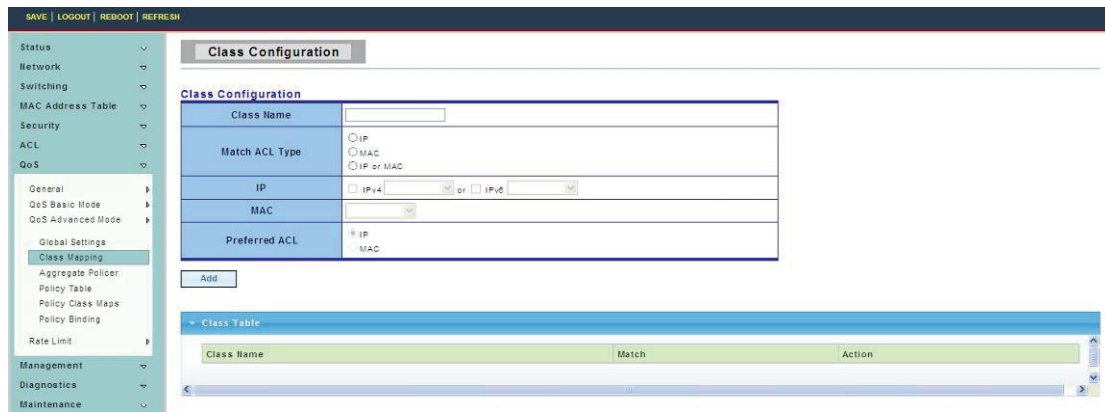 SAVE | LOGOUT | REBOOT | REFRESH
Status
Network
Switching
MAC Address Table
Security
ACL
QoS
General
QoS Basic Mode
QoS Advanced Mode
Global Settings
Class Mapping
Aggregate Policer
Policy Table
Policy Class Maps
Policy Binding
Rate Limit
Management
Diagnostics
Maintenance
Class Configuration
Class Configuration
Class Name
Match ACL Type
IP
MAC
IP or MAC
IP
IPv4 or IPv6
MAC
Preferred ACL
IP
MAC
Add
Class Table
Class Name Match Action